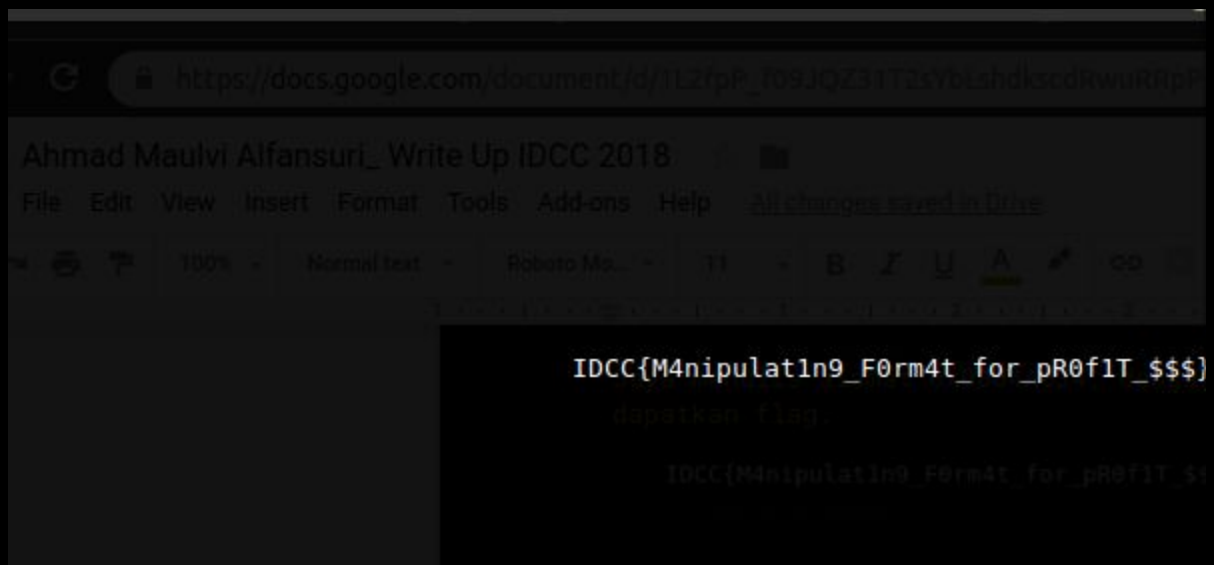 https://docs.google.com/document/d/
Ahmad Maulvi Alfansuri_ Write Up IDCC 2018
File Edit View Insert Format Tools Add-ons Help All changes saved in Drive
100% Normal text Roboto Mo... 11 B I U A
IDCC{M4nipulat1n9_F0rm4t_for_pR0f1T_$$$}
dapatkan flag.
IDCC{M4nipulat1n9_F0rm4t_for_pR0f1T_$